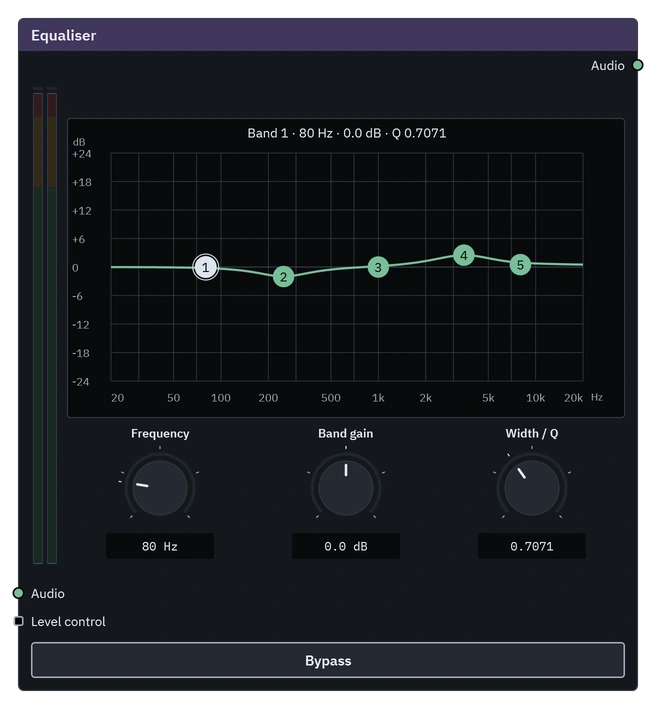 Equaliser
Audio
Band 1 · 80 Hz · 0.0 dB · Q 0.7071
dB
+24
+18
+12
+6
0
-6
-12
-18
-24
1
2
3
4
5
20 50 100 200 500 1k 2k 5k 10k 20k Hz
Frequency Band gain Width / Q
80 Hz 0.0 dB 0.7071
Audio
Level control
Bypass